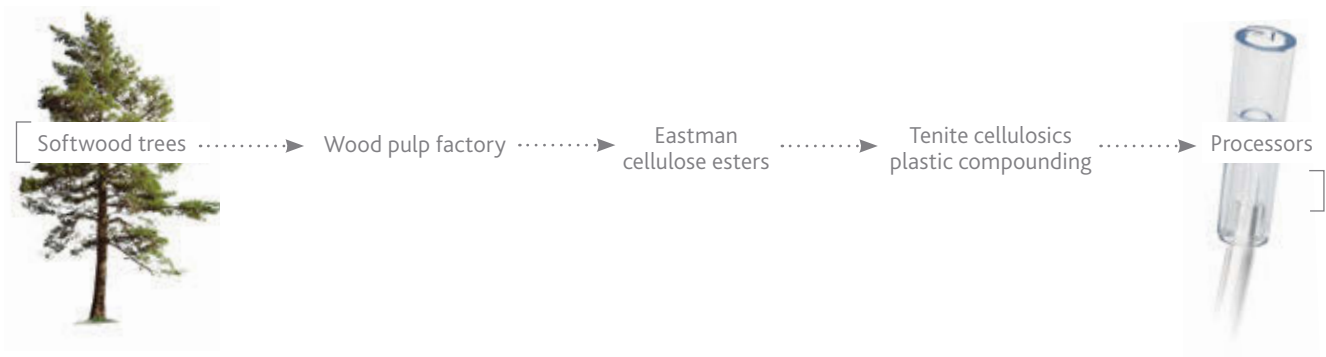 Softwood trees
Wood pulp factory
Eastman
cellulose esters
Tenite cellulosics
plastic compounding
Processors